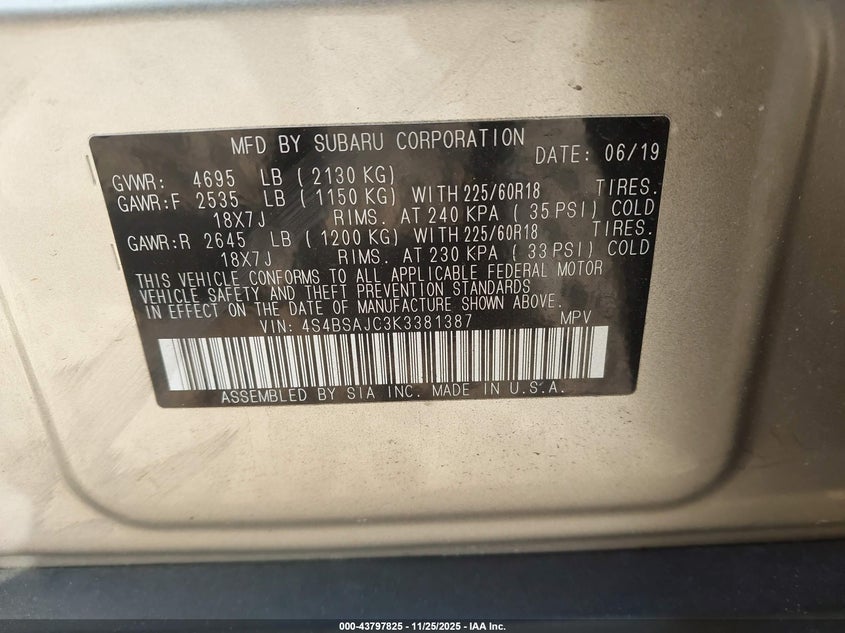 MFD BY SUBARU CORPORATION DATE: 06/19
GVWR: 4695 LB (2130 KG)
GAWR:F 2535 LB (1150 KG) WITH 225/60R18 TIRES.
18X7J RIMS. AT 240 KPA (35 PSI) COLD
GAWR:R 2645 LB (1200 KG) WITH 225/60R18 TIRES.
18X7J RIMS. AT 230 KPA (33 PSI) COLD
THIS VEHICLE CONFORMS TO ALL APPLICABLE FEDERAL MOTOR
VEHICLE SAFETY AND THEFT PREVENTION STANDARDS
IN EFFECT ON THE DATE OF MANUFACTURE SHOWN ABOVE.
VIN: 4S4BSAJC3K3381387 MPV
ASSEMBLED BY SIA INC. MADE IN U.S.A.
000-43797825 - 11/25/2025 - IAA Inc.